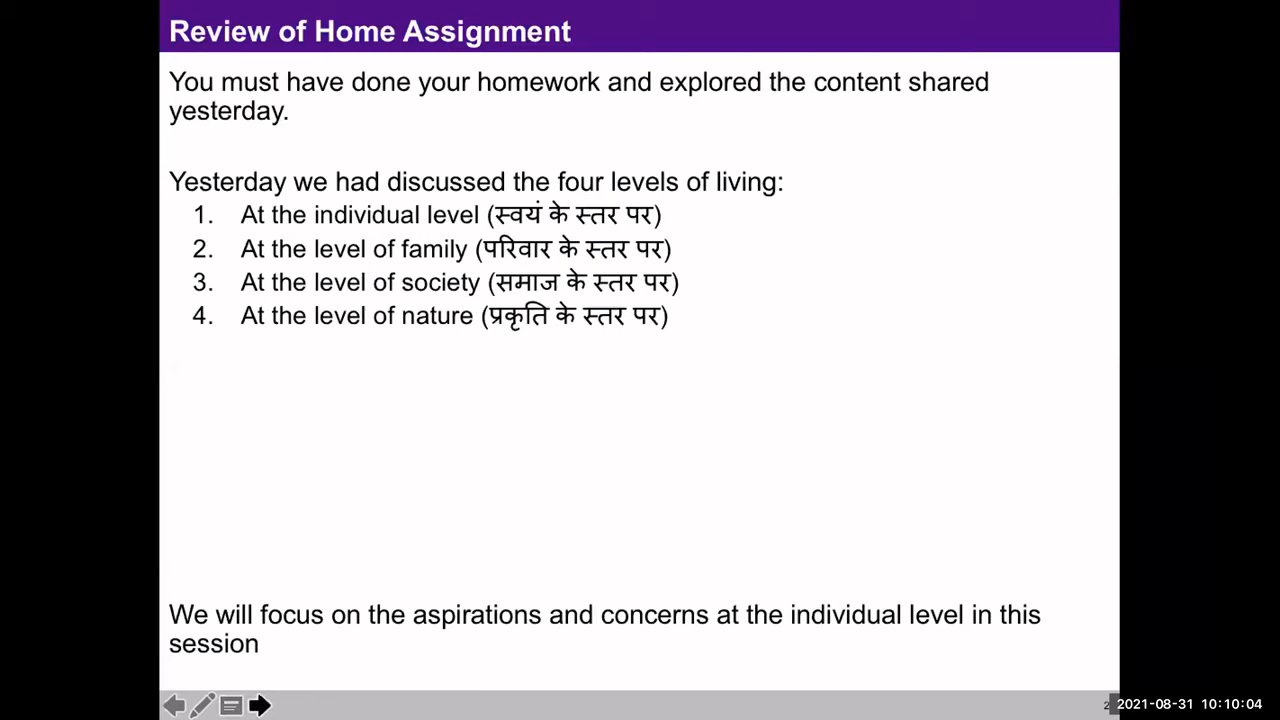 Review of Home Assignment
You must have done your homework and explored the content shared
yesterday.
Yesterday we had discussed the four levels of living:
1. At the individual level (स्वयं के स्तर पर)
2. At the level of family (परिवार के स्तर पर)
3. At the level of society (समाज के स्तर पर)
4. At the level of nature (प्रकृति के स्तर पर)
We will focus on the aspirations and concerns at the individual level in this
session
2021-08-31 10:10:04